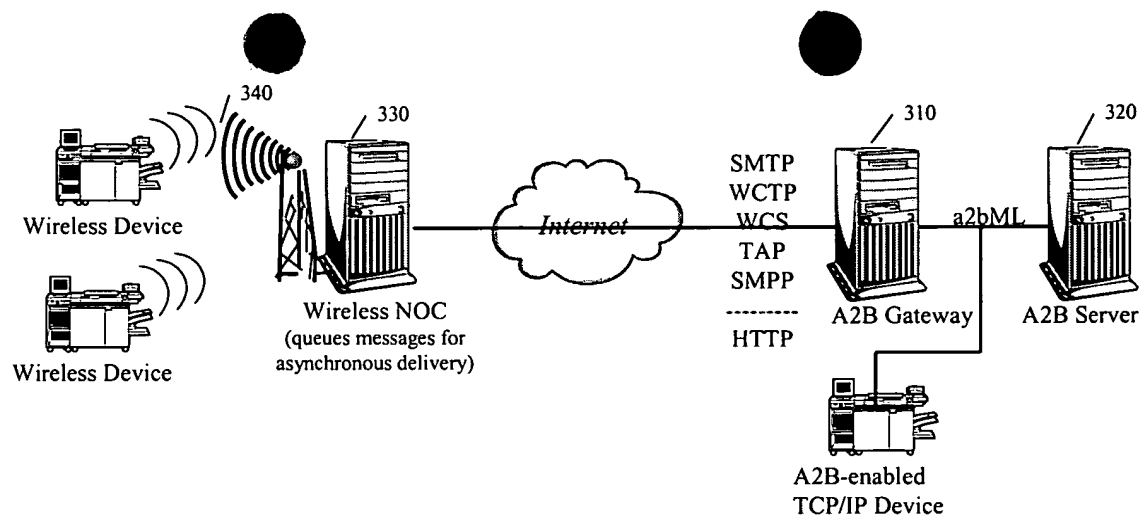 340
330
310
320
SMTP
WCTP
WCS
TAP
SMPP
HTTP
Internet
a2bML
Wireless Device
Wireless NOC
(queues messages for
asynchronous delivery)
A2B Gateway
A2B Server
Wireless Device
A2B-enabled
TCP/IP Device